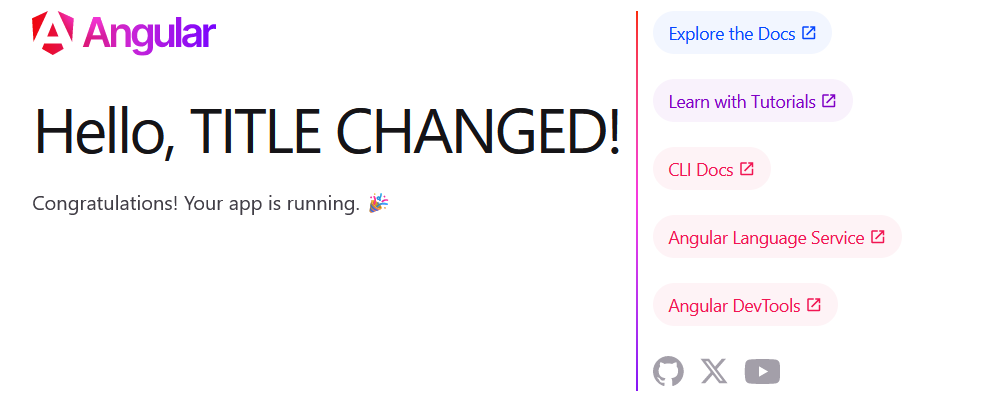 Angular
Hello, TITLE CHANGED!
Congratulations! Your app is running. 🎉
Explore the Docs
Learn with Tutorials
CLI Docs
Angular Language Service
Angular DevTools